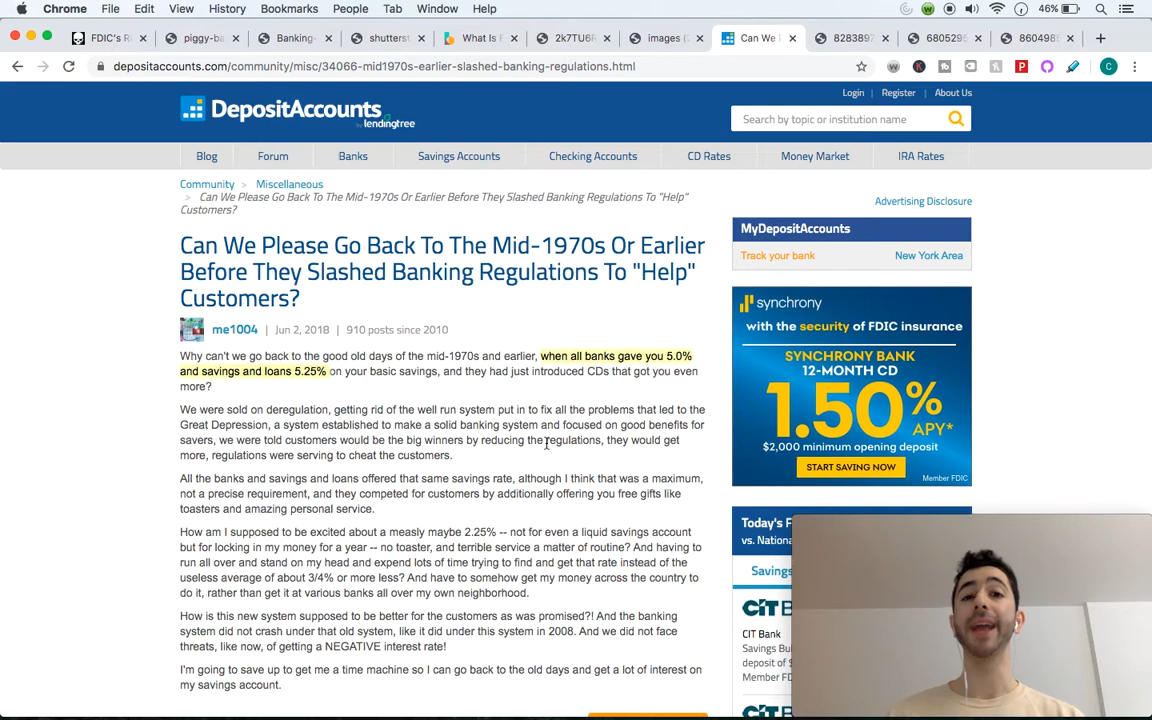 Chrome File Edit View History Bookmarks People Tab Window Help 46%
FDIC's R piggy-ba Banking- shutterst What Is F 2k7TU6R images ( Can We 828389 680529 860498
depositaccounts.com/community/misc/34066-mid1970s-earlier-slashed-banking-regulations.html
Login | Register | About Us
DepositAccounts
by lendingtree
Search by topic or institution name
Blog Forum Banks Savings Accounts Checking Accounts CD Rates Money Market IRA Rates
Community > Miscellaneous
> Can We Please Go Back To The Mid-1970s Or Earlier Before They Slashed Banking Regulations To "Help"
Customers?
Advertising Disclosure
Can We Please Go Back To The Mid-1970s Or Earlier
Before They Slashed Banking Regulations To "Help"
Customers?
me1004 | Jun 2, 2018 | 910 posts since 2010
Why can't we go back to the good old days of the mid-1970s and earlier, when all banks gave you 5.0%
and savings and loans 5.25% on your basic savings, and they had just introduced CDs that got you even
more?
We were sold on deregulation, getting rid of the well run system put in to fix all the problems that led to the
Great Depression, a system established to make a solid banking system and focused on good benefits for
savers, we were told customers would be the big winners by reducing the regulations, they would get
more, regulations were serving to cheat the customers.
All the banks and savings and loans offered that same savings rate, although I think that was a maximum,
not a precise requirement, and they competed for customers by additionally offering you free gifts like
toasters and amazing personal service.
How am I supposed to be excited about a measly maybe 2.25% -- not for even a liquid savings account
but for locking in my money for a year -- no toaster, and terrible service a matter of routine? And having to
run all over and stand on my head and expend lots of time trying to find and get that rate instead of the
useless average of about 3/4% or more less? And have to somehow get my money across the country to
do it, rather than get it at various banks all over my own neighborhood.
How is this new system supposed to be better for the customers as was promised?! And the banking
system did not crash under that old system, like it did under this system in 2008. And we did not face
threats, like now, of getting a NEGATIVE interest rate!
I'm going to save up to get me a time machine so I can go back to the old days and get a lot of interest on
my savings account.
MyDepositAccounts
Track your bank New York Area
synchrony
with the security of FDIC insurance
SYNCHRONY BANK
12-MONTH CD
1.50% APY*
$2,000 minimum opening deposit
START SAVING NOW
Member FDIC
Today's
vs. Nation
Savings
CIT
CIT Bank
Savings Bu
deposit of
Member F
CIT